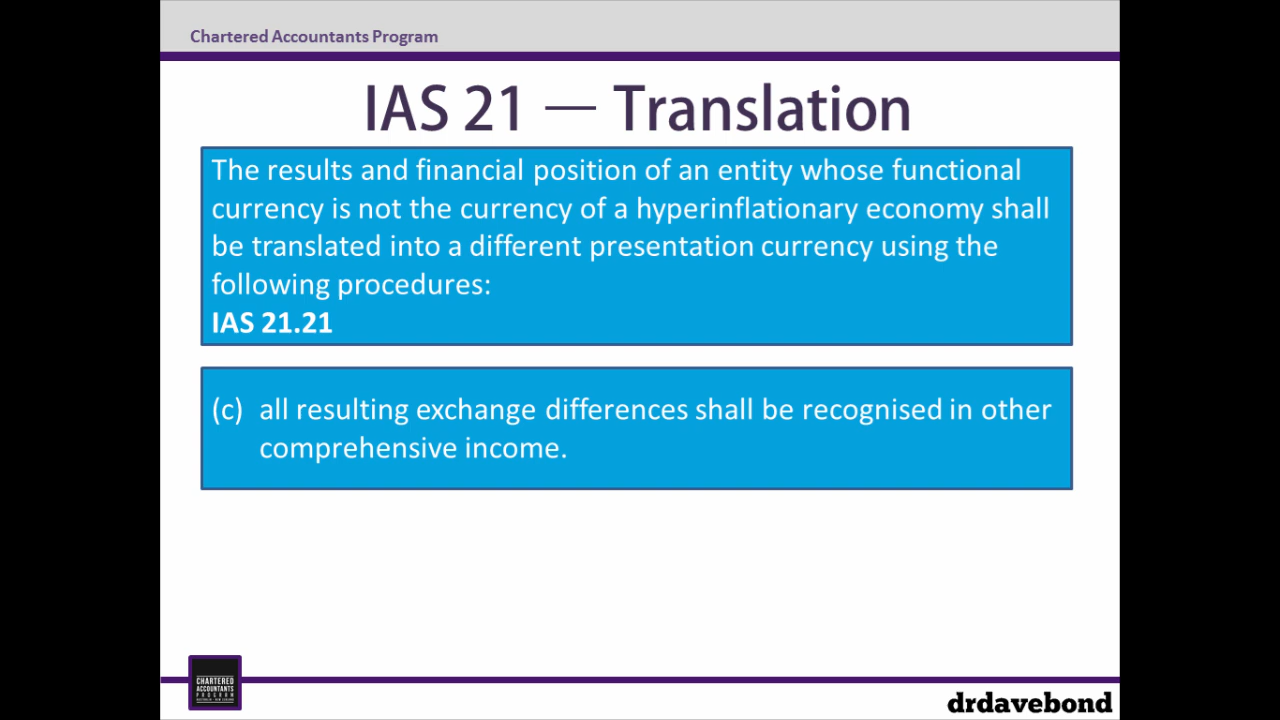 Chartered Accountants Program
IAS 21 — Translation
The results and financial position of an entity whose functional
currency is not the currency of a hyperinflationary economy shall
be translated into a different presentation currency using the
following procedures:
IAS 21.21
(c) all resulting exchange differences shall be recognised in other
comprehensive income.
CHARTERED
ACCOUNTANTS
PROGRAM
drdavebond